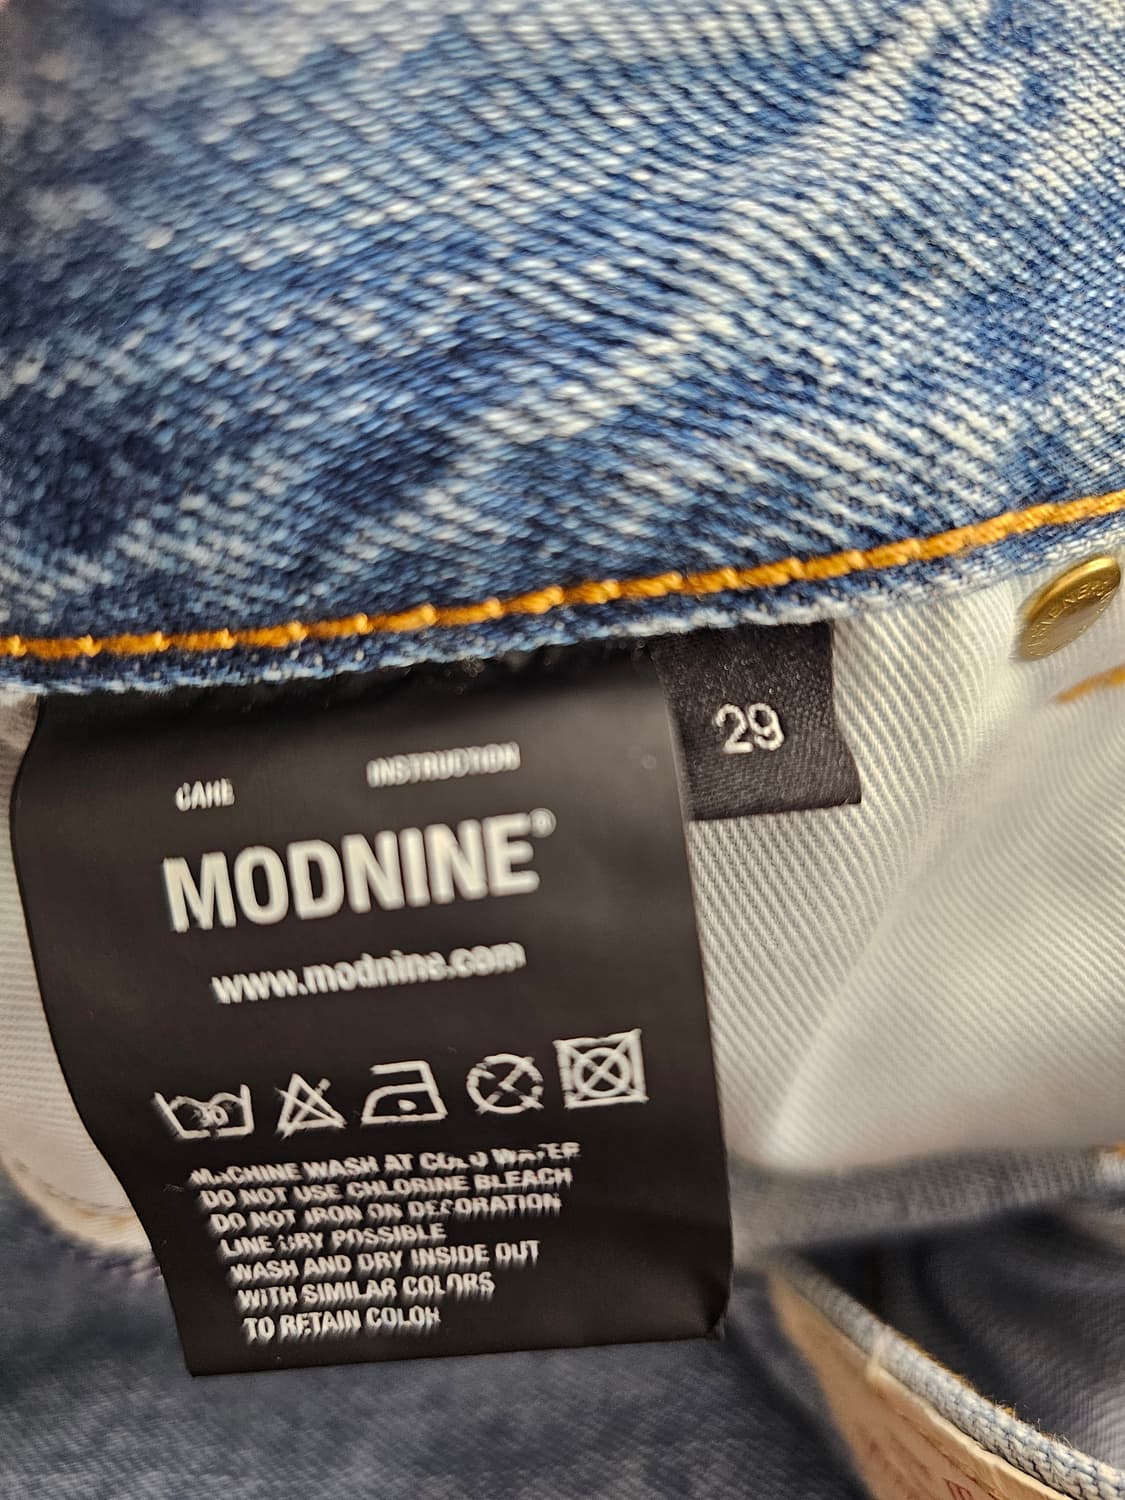 29
CARE INSTRUCTION
MODNINE®
www.modnine.com
30
MACHINE WASH AT COLD WATER
DO NOT USE CHLORINE BLEACH
DO NOT IRON ON DECORATION
LINE DRY POSSIBLE
WASH AND DRY INSIDE OUT
WITH SIMILAR COLORS
TO RETAIN COLOR